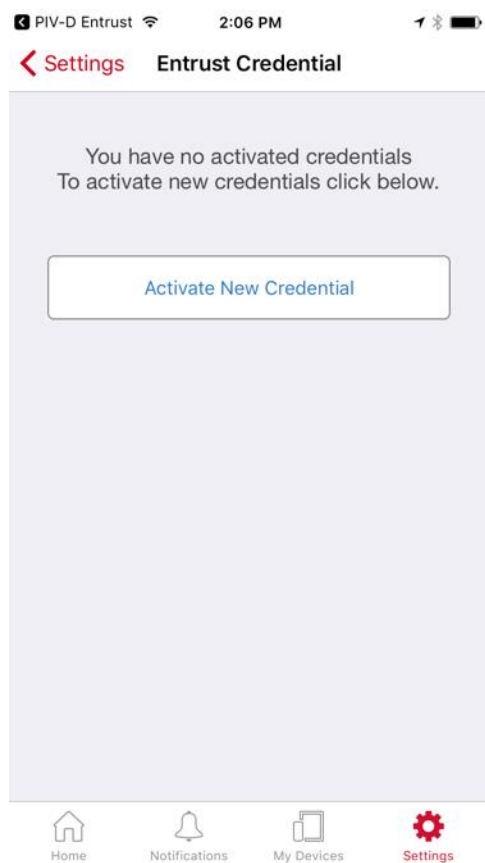 PIV-D Entrust 2:06 PM
Settings Entrust Credential
You have no activated credentials
To activate new credentials click below.
Activate New Credential
Home Notifications My Devices Settings